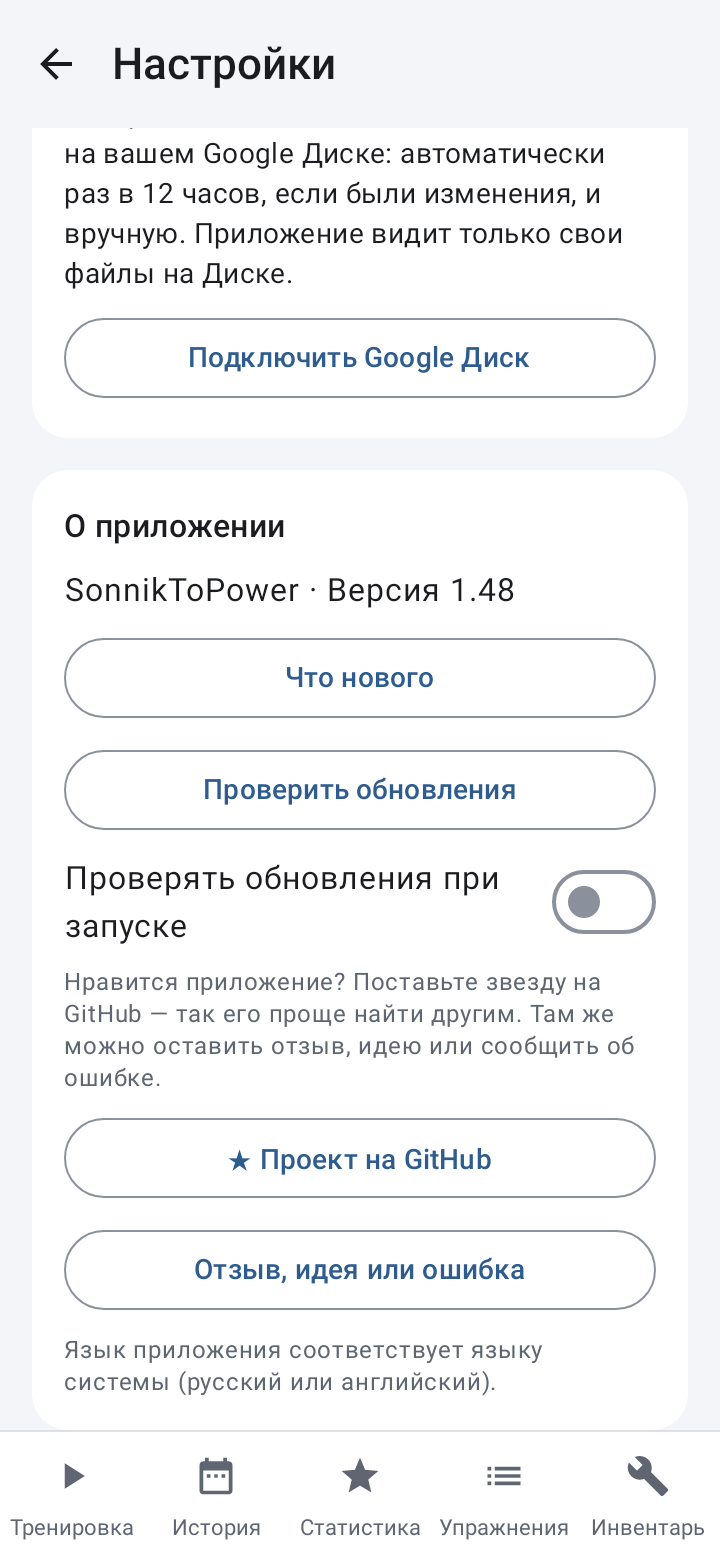 Настройки
на вашем Google Диске: автоматически
раз в 12 часов, если были изменения, и
вручную. Приложение видит только свои
файлы на Диске.
Подключить Google Диск
О приложении
SonnikToPower · Версия 1.48
Что нового
Проверить обновления
Проверять обновления при
запуске
Нравится приложение? Поставьте звезду на
GitHub — так его проще найти другим. Там же
можно оставить отзыв, идею или сообщить об
ошибке.
★ Проект на GitHub
Отзыв, идея или ошибка
Язык приложения соответствует языку
системы (русский или английский).
Тренировка
История
Статистика
Упражнения
Инвентарь